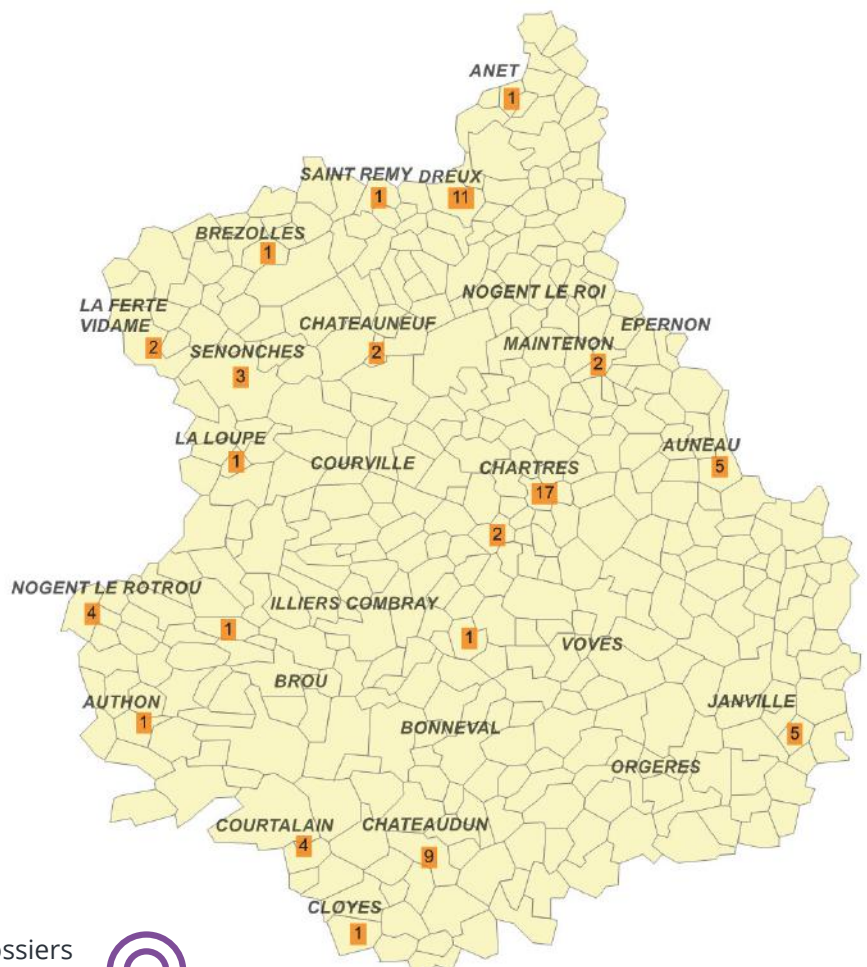 ANET
1
SAINT REMY
DREUX
1
11
BREZOLLES
1
NOGENT LE ROI
LA FERTE
VIDAME
2
CHATEAUNEUF
2
EPERNON
MAINTENON
2
SENONCHES
3
LA LOUPE
1
COURVILLE
CHARTRES
17
AUNEAU
5
2
NOGENT LE ROTROU
4
ILLIERS COMBRAY
1
1
VOVES
BROU
AUTHON
1
JANVILLE
5
BONNEVAL
ORGERES
COURTALAIN
4
CHATEAUDUN
9
CLOYES
1
ossiers